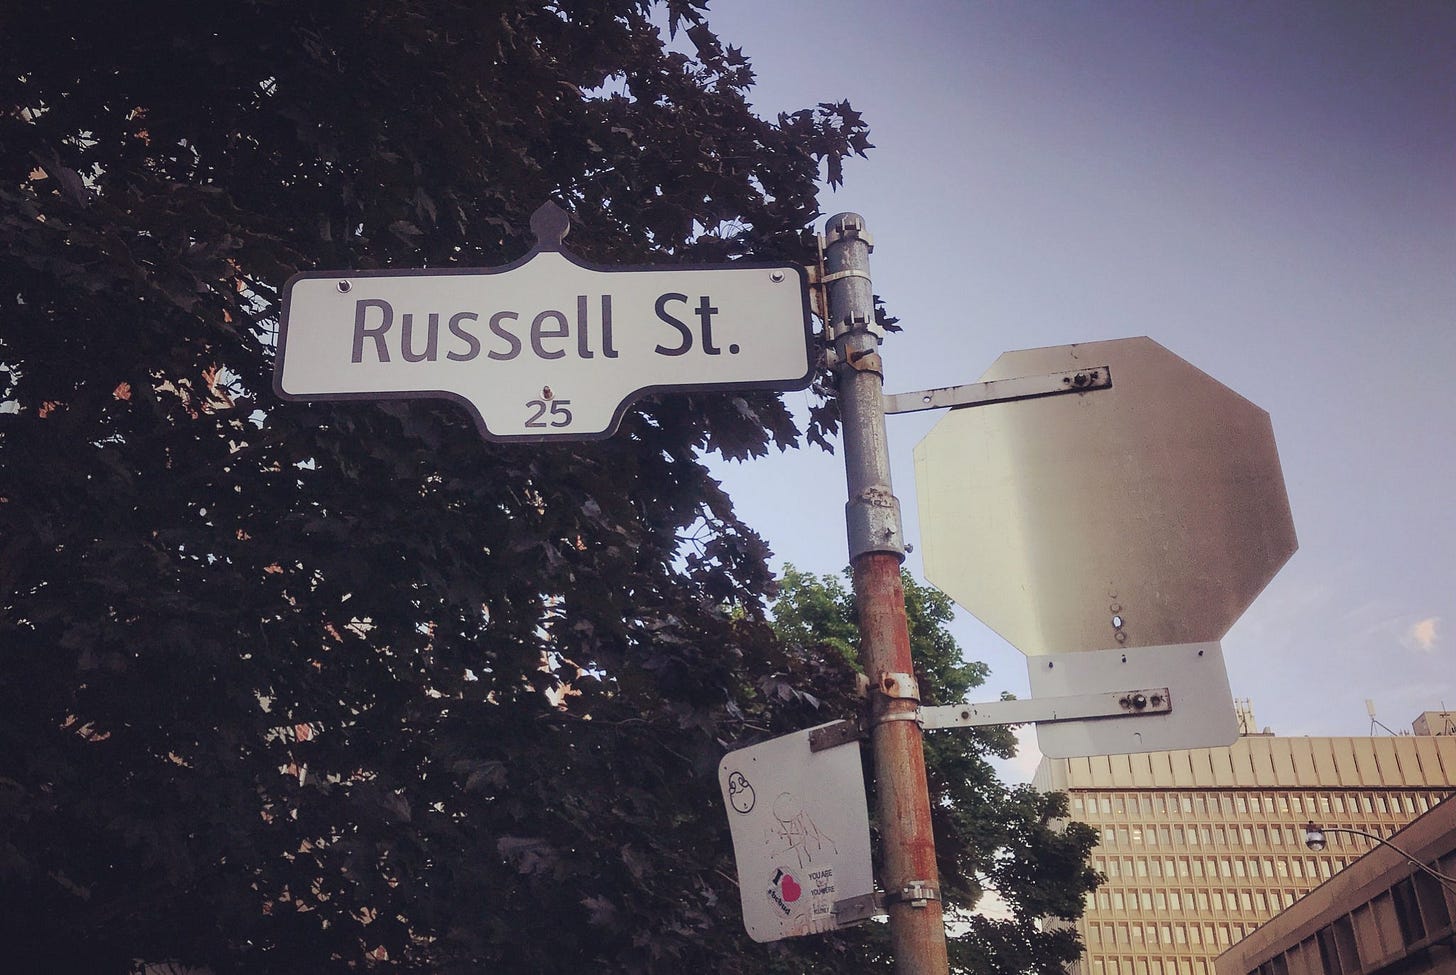 Russell St.
25
I
YOU ARE